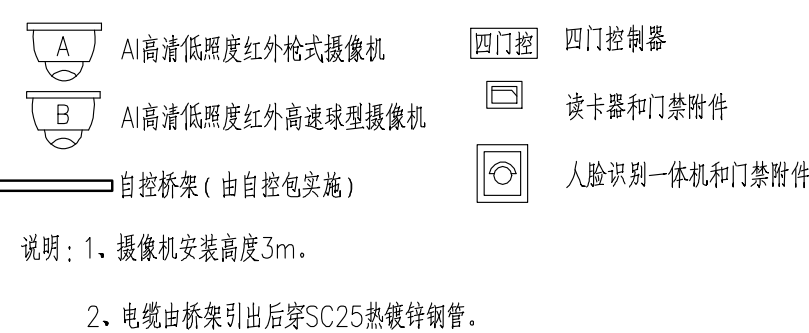 A AI高清低照度红外枪式摄像机
四门控 四门控制器
B AI高清低照度红外高速球型摄像机
读卡器和门禁附件
自控桥架(由自控包实施)
人脸识别一体机和门禁附件
说明:1、摄像机安装高度3m。
2、电缆由桥架引出后穿SC25热镀锌钢管。